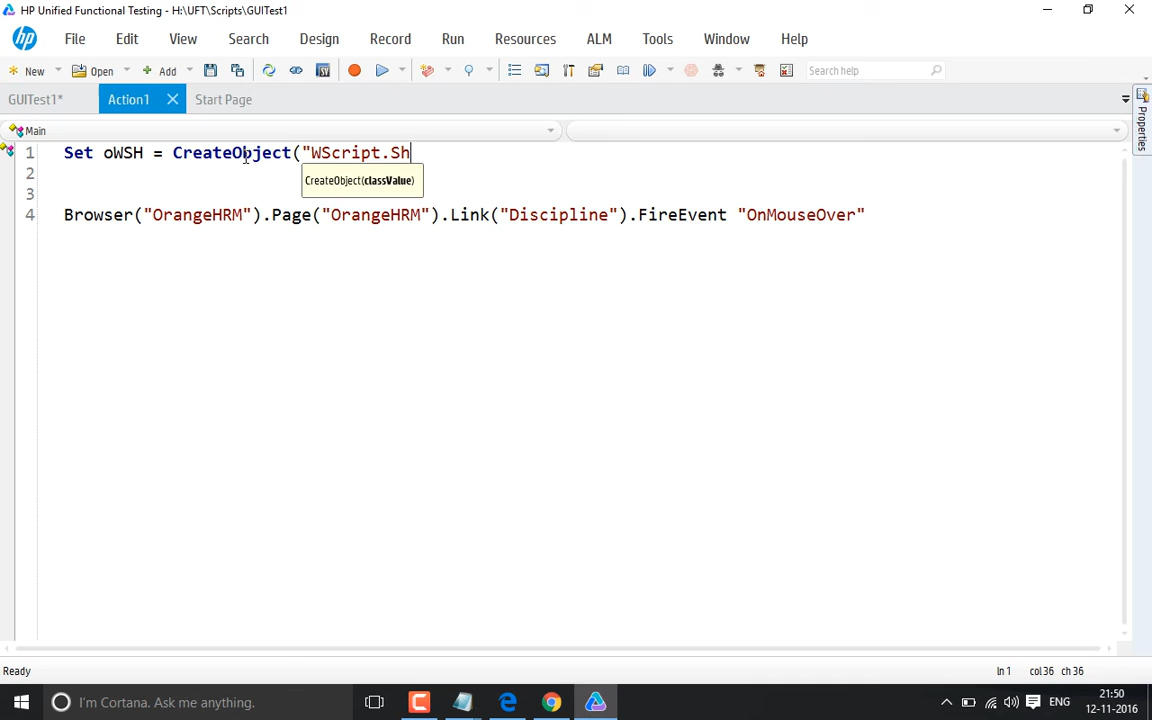 HP Unified Functional Testing - H:\UFT\Scripts\GUITest1
hp File Edit View Search Design Record Run Resources ALM Tools Window Help
New Open Add Search help
GUITest1* Action1 Start Page
Main
Properties
1 Set oWSH = CreateObject("WScript.Sh
CreateObject(classValue)
2
3
4 Browser("OrangeHRM").Page("OrangeHRM").Link("Discipline").FireEvent "OnMouseOver"
Ready ln 1 col 36 ch 36
I'm Cortana. Ask me anything. ENG 21:50
12-11-2016